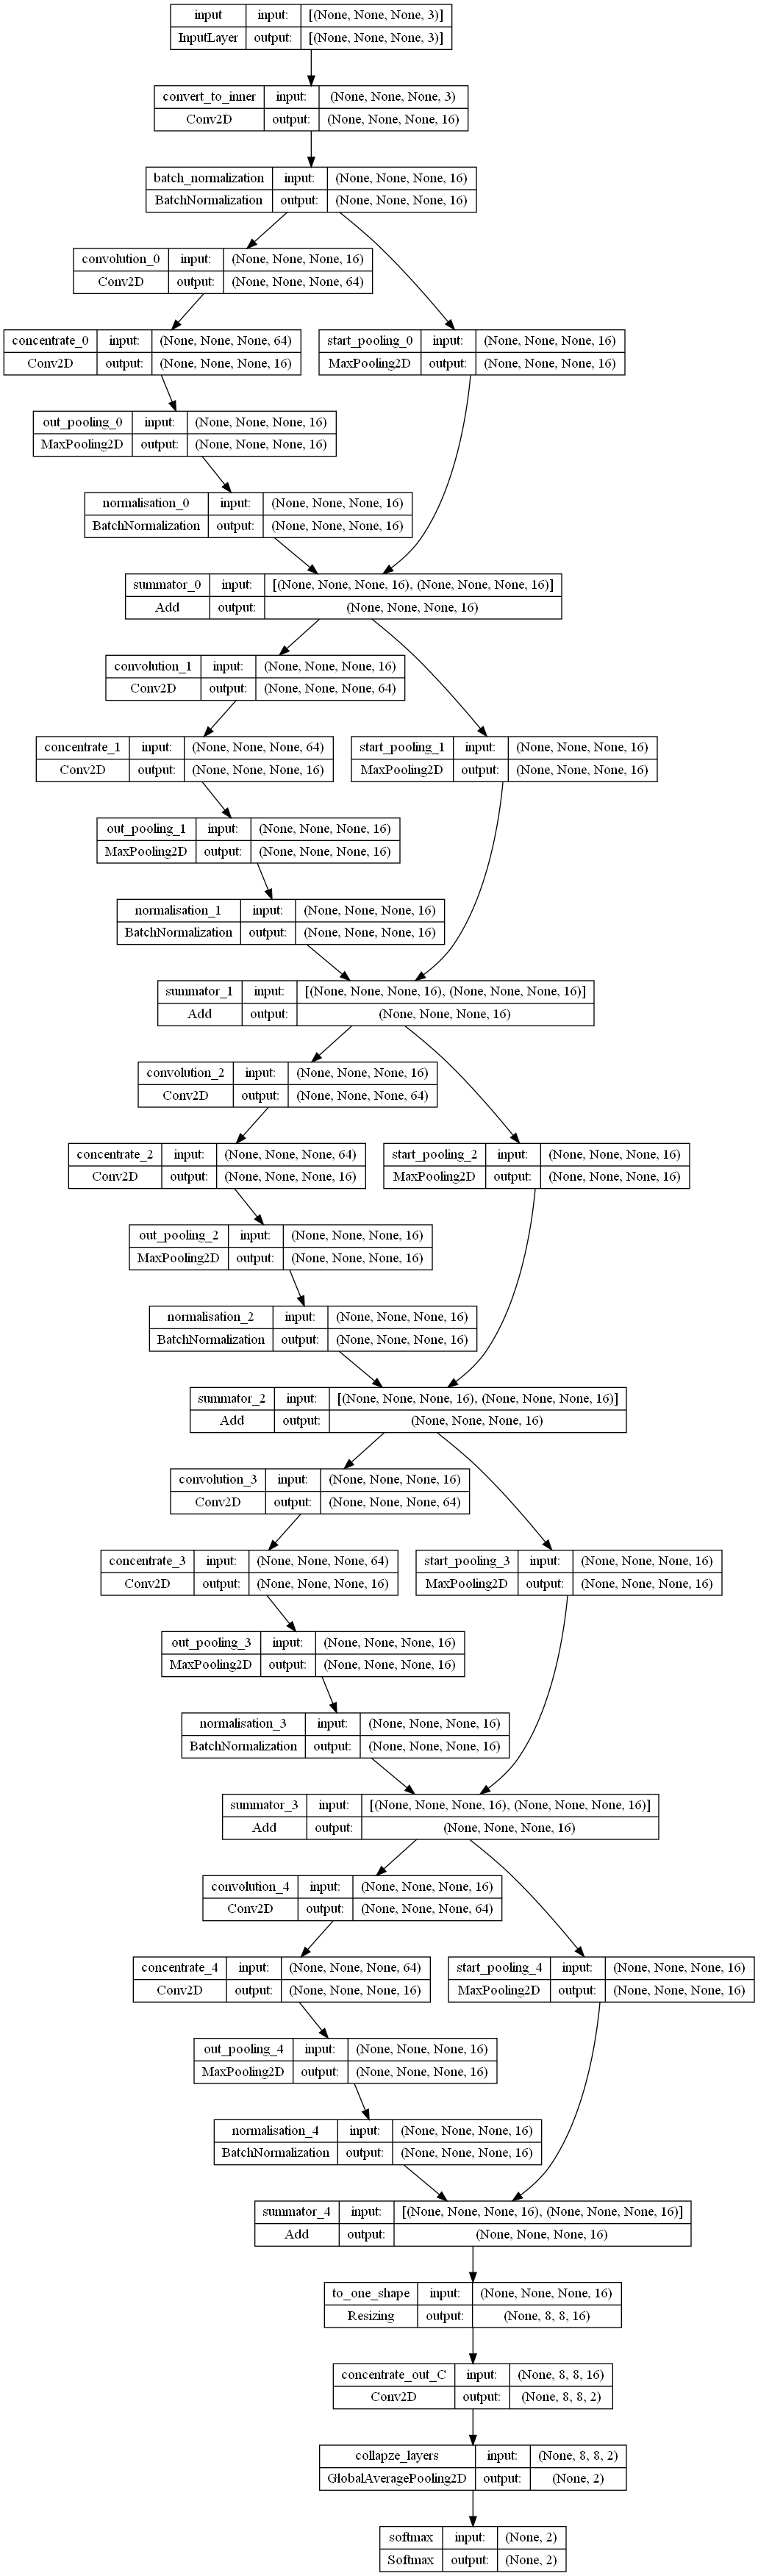 input input: [(None, None, None, 3)]
InputLayer output: [(None, None, None, 3)]
convert_to_inner input: (None, None, None, 3)
Conv2D output: (None, None, None, 16)
batch_normalization input: (None, None, None, 16)
BatchNormalization output: (None, None, None, 16)
convolution_0 input: (None, None, None, 16)
Conv2D output: (None, None, None, 64)
concentrate_0 input: (None, None, None, 64)
Conv2D output: (None, None, None, 16)
start_pooling_0 input: (None, None, None, 16)
MaxPooling2D output: (None, None, None, 16)
out_pooling_0 input: (None, None, None, 16)
MaxPooling2D output: (None, None, None, 16)
normalisation_0 input: (None, None, None, 16)
BatchNormalization output: (None, None, None, 16)
summator_0 input: [(None, None, None, 16), (None, None, None, 16)]
Add output: (None, None, None, 16)
convolution_1 input: (None, None, None, 16)
Conv2D output: (None, None, None, 64)
concentrate_1 input: (None, None, None, 64)
Conv2D output: (None, None, None, 16)
start_pooling_1 input: (None, None, None, 16)
MaxPooling2D output: (None, None, None, 16)
out_pooling_1 input: (None, None, None, 16)
MaxPooling2D output: (None, None, None, 16)
normalisation_1 input: (None, None, None, 16)
BatchNormalization output: (None, None, None, 16)
summator_1 input: [(None, None, None, 16), (None, None, None, 16)]
Add output: (None, None, None, 16)
convolution_2 input: (None, None, None, 16)
Conv2D output: (None, None, None, 64)
concentrate_2 input: (None, None, None, 64)
Conv2D output: (None, None, None, 16)
start_pooling_2 input: (None, None, None, 16)
MaxPooling2D output: (None, None, None, 16)
out_pooling_2 input: (None, None, None, 16)
MaxPooling2D output: (None, None, None, 16)
normalisation_2 input: (None, None, None, 16)
BatchNormalization output: (None, None, None, 16)
summator_2 input: [(None, None, None, 16), (None, None, None, 16)]
Add output: (None, None, None, 16)
convolution_3 input: (None, None, None, 16)
Conv2D output: (None, None, None, 64)
concentrate_3 input: (None, None, None, 64)
Conv2D output: (None, None, None, 16)
start_pooling_3 input: (None, None, None, 16)
MaxPooling2D output: (None, None, None, 16)
out_pooling_3 input: (None, None, None, 16)
MaxPooling2D output: (None, None, None, 16)
normalisation_3 input: (None, None, None, 16)
BatchNormalization output: (None, None, None, 16)
summator_3 input: [(None, None, None, 16), (None, None, None, 16)]
Add output: (None, None, None, 16)
convolution_4 input: (None, None, None, 16)
Conv2D output: (None, None, None, 64)
concentrate_4 input: (None, None, None, 64)
Conv2D output: (None, None, None, 16)
start_pooling_4 input: (None, None, None, 16)
MaxPooling2D output: (None, None, None, 16)
out_pooling_4 input: (None, None, None, 16)
MaxPooling2D output: (None, None, None, 16)
normalisation_4 input: (None, None, None, 16)
BatchNormalization output: (None, None, None, 16)
summator_4 input: [(None, None, None, 16), (None, None, None, 16)]
Add output: (None, None, None, 16)
to_one_shape input: (None, None, None, 16)
Resizing output: (None, 8, 8, 16)
concentrate_out_C input: (None, 8, 8, 16)
Conv2D output: (None, 8, 8, 2)
collapze_layers input: (None, 8, 8, 2)
GlobalAveragePooling2D output: (None, 2)
softmax input: (None, 2)
Softmax output: (None, 2)